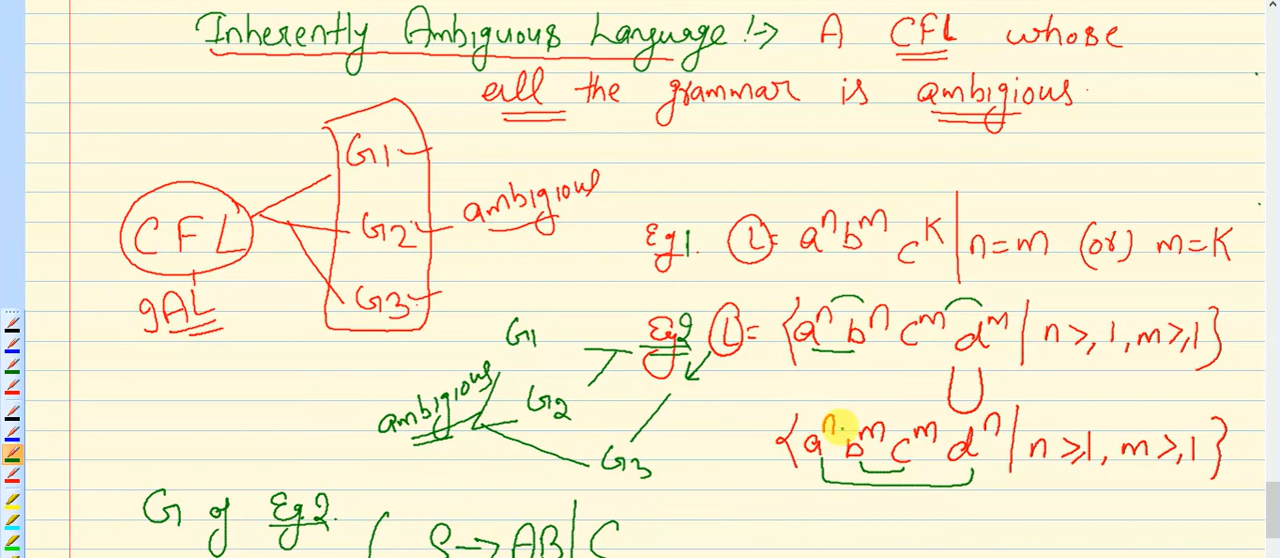 Inherently Ambiguous Language :-> A CFL whose
all the grammar is ambigious.
G1
CFL
G2
ambigious
G3
IAL
Eg1. L = a^n b^m c^K | n=m (or) m=K
Eg2 L = {a^n b^n c^m d^m | n≥1, m≥1}
∪
{a^n b^m c^m d^n | n≥1, m≥1}
G1
ambigious
G2
G3
G of Eg2.
( S→AB|C